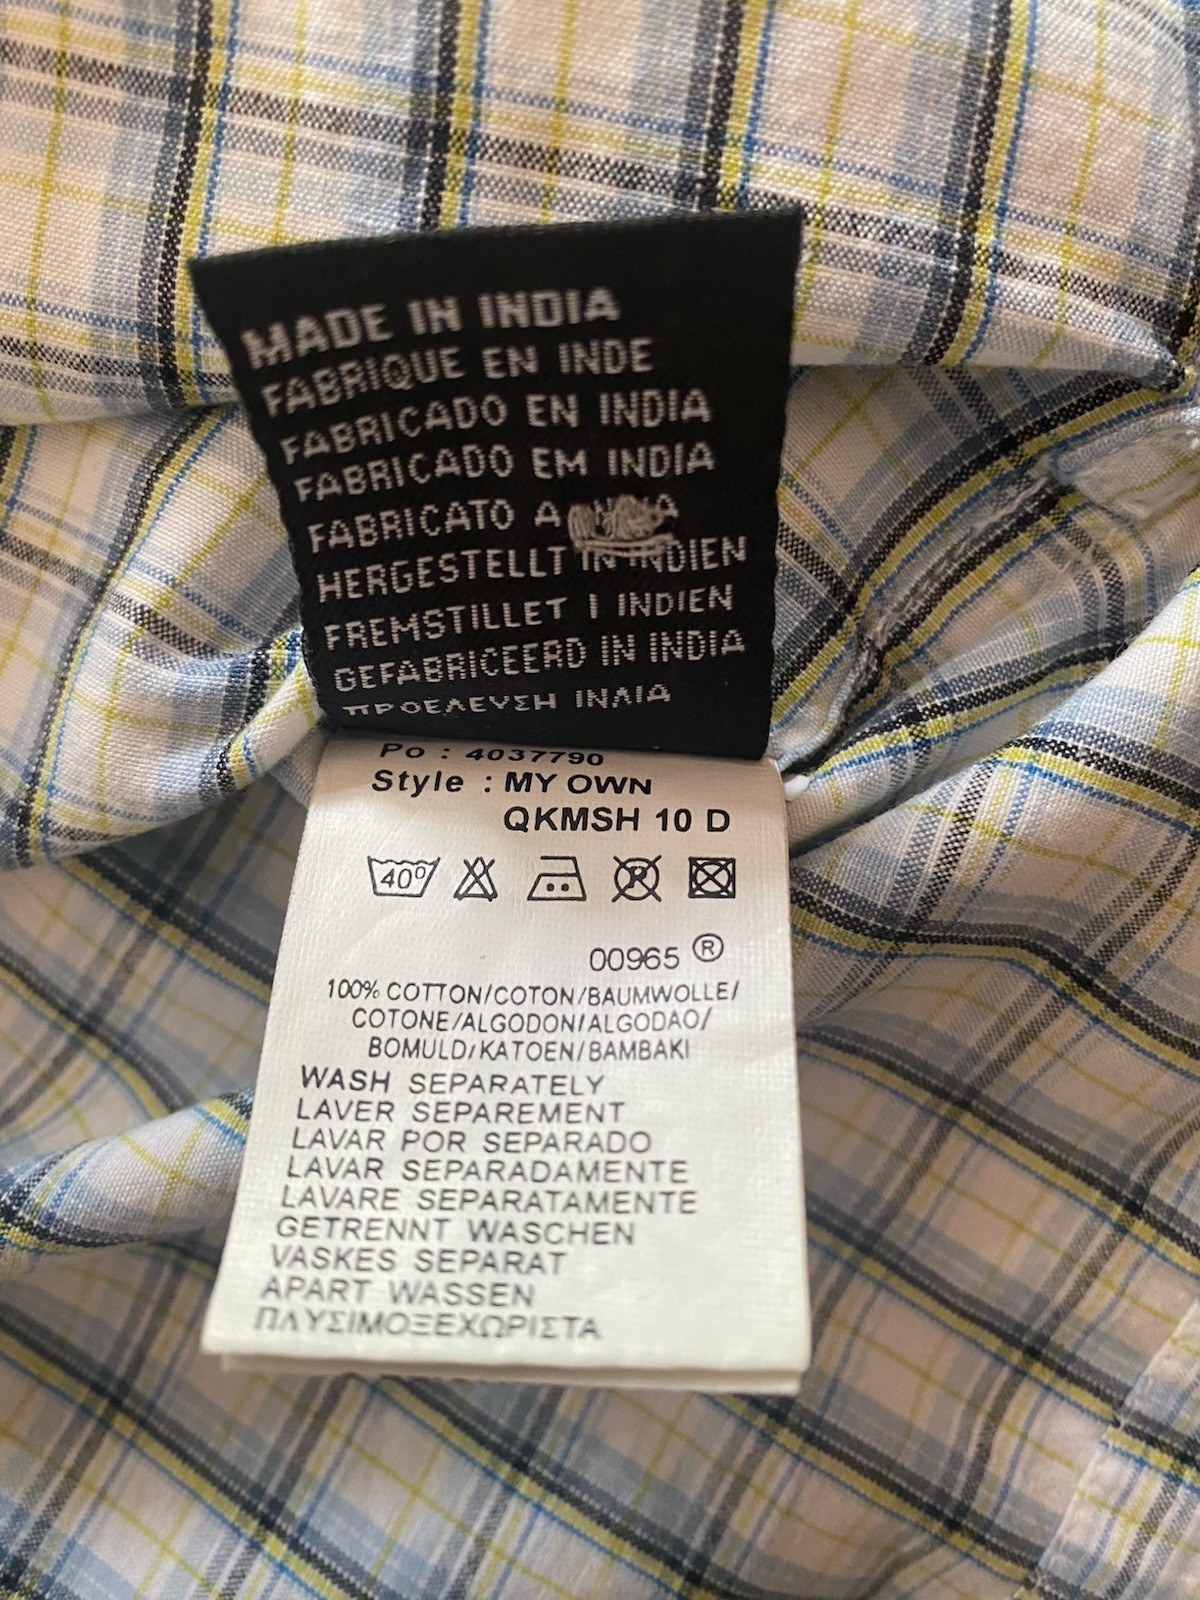 MADE IN INDIA
FABRIQUE EN INDE
FABRICADO EN INDIA
FABRICADO EM INDIA
FABRICATO A
HERGESTELLT IN INDIEN
FREMSTILLET I INDIEN
GEFABRICEERD IN INDIA
ΠΡΟΕΛΕΥΣΗ ΙΝΛΙΑ
Po : 4037790
Style : MY OWN
QKMSH 10 D
40°
P
00965 ®
100% COTTON/COTON/BAUMWOLLE/
COTONE/ALGODON/ALGODAO/
BOMULD/KATOEN/BAMBAKI
WASH SEPARATELY
LAVER SEPAREMENT
LAVAR POR SEPARADO
LAVAR SEPARADAMENTE
LAVARE SEPARATAMENTE
GETRENNT WASCHEN
VASKES SEPARAT
APART WASSEN
ΠΛΥΣΙΜΟΞΕΧΩΡΙΣΤΑ